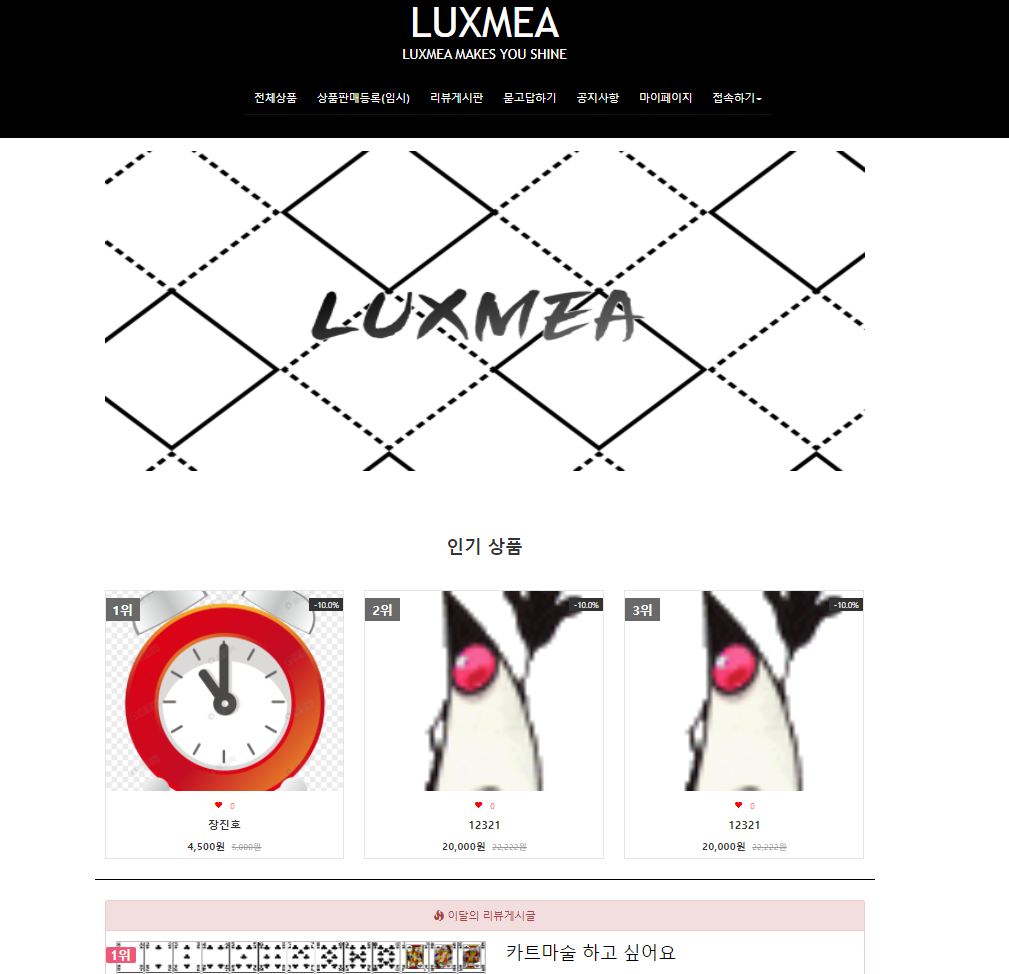 LUXMEA
LUXMEA MAKES YOU SHINE
전체상품 상품판매등록(임시) 리뷰게시판 묻고답하기 공지사항 마이페이지 접속하기
LUXMEA
인기 상품
1위 -10.0% 2위 -10.0% 3위 -10.0%
0 0 0
장진호 12321 12321
4,500원 5,000원 20,000원 22,222원 20,000원 22,222원
이달의 리뷰게시글
1위 카트마술 하고 싶어요